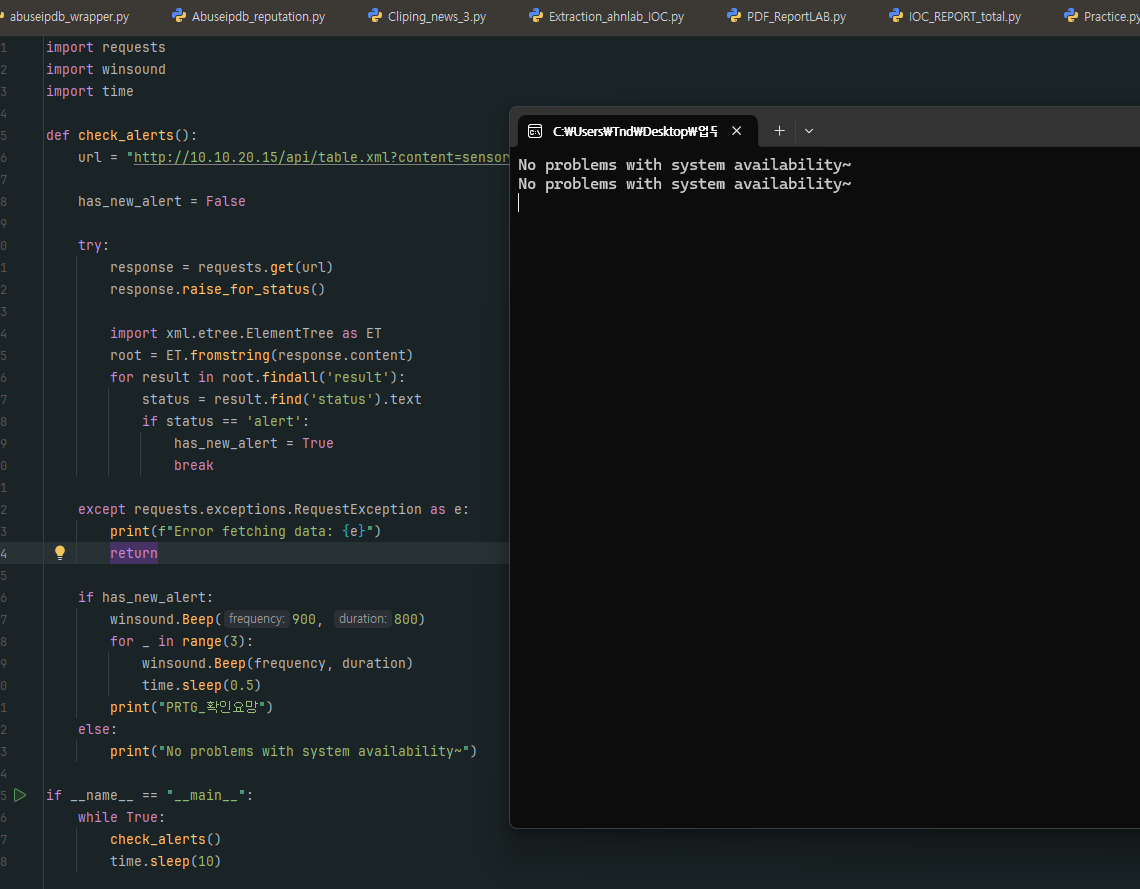 abuseipdb_wrapper.py Abuseipdb_reputation.py Cliping_news_3.py Extraction_ahnlab_IOC.py PDF_ReportLAB.py IOC_REPORT_total.py Practice.py
1 import requests
2 import winsound
3 import time
4
5 def check_alerts():
6 url = "http://10.10.20.15/api/table.xml?content=sensor
7
8 has_new_alert = False
9
0 try:
1 response = requests.get(url)
2 response.raise_for_status()
3
4 import xml.etree.ElementTree as ET
5 root = ET.fromstring(response.content)
6 for result in root.findall('result'):
7 status = result.find('status').text
8 if status == 'alert':
9 has_new_alert = True
0 break
1
2 except requests.exceptions.RequestException as e:
3 print(f"Error fetching data: {e}")
4 return
5
6 if has_new_alert:
7 winsound.Beep( frequency: 900, duration: 800)
8 for _ in range(3):
9 winsound.Beep(frequency, duration)
0 time.sleep(0.5)
1 print("PRTG_확인요망")
2 else:
3 print("No problems with system availability~")
4
5 if __name__ == "__main__":
6 while True:
7 check_alerts()
8 time.sleep(10)
C:₩Users₩Tnd₩Desktop₩업
No problems with system availability~
No problems with system availability~